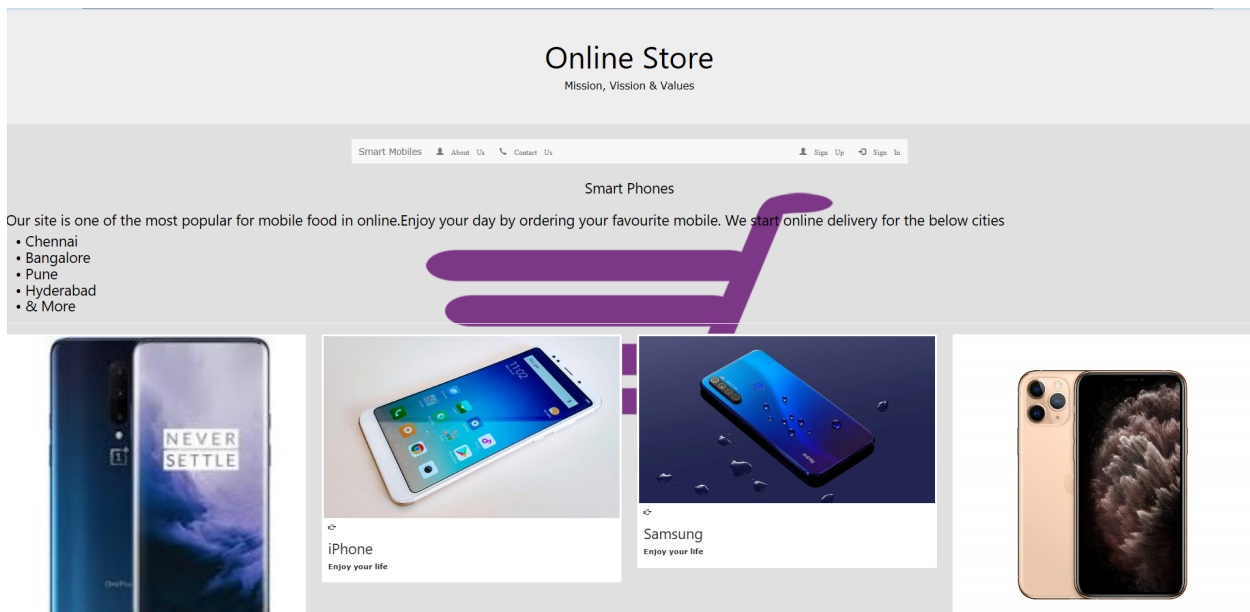 Online Store
Mission, Vission & Values
Smart Mobiles About Us Contact Us Sign Up Sign In
Smart Phones
Our site is one of the most popular for mobile food in online.Enjoy your day by ordering your favourite mobile. We start online delivery for the below cities
• Chennai
• Bangalore
• Pune
• Hyderabad
• & More
NEVER
SETTLE
11:02
iPhone
Enjoy your life
Samsung
Enjoy your life